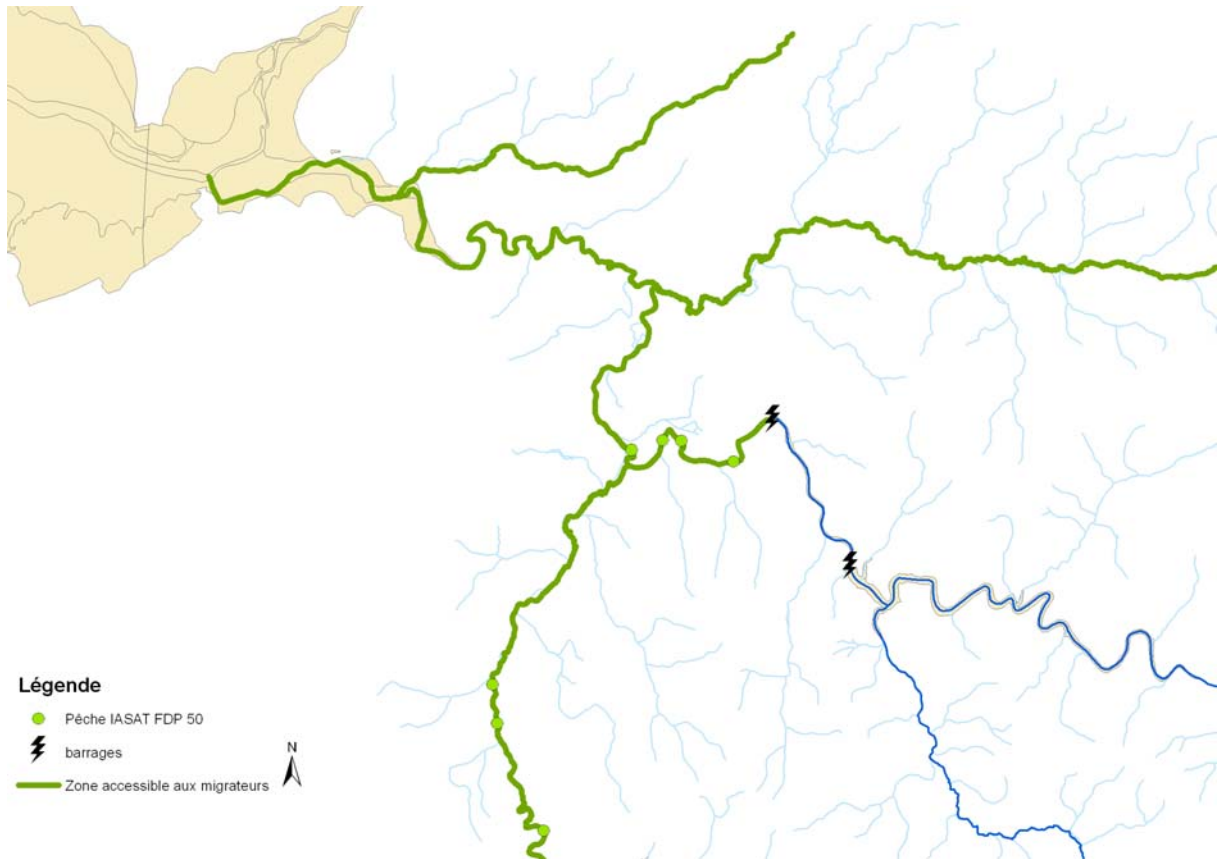 Légende
Pêche IASAT FDP 50
barrages
N
Zone accessible aux migrateurs